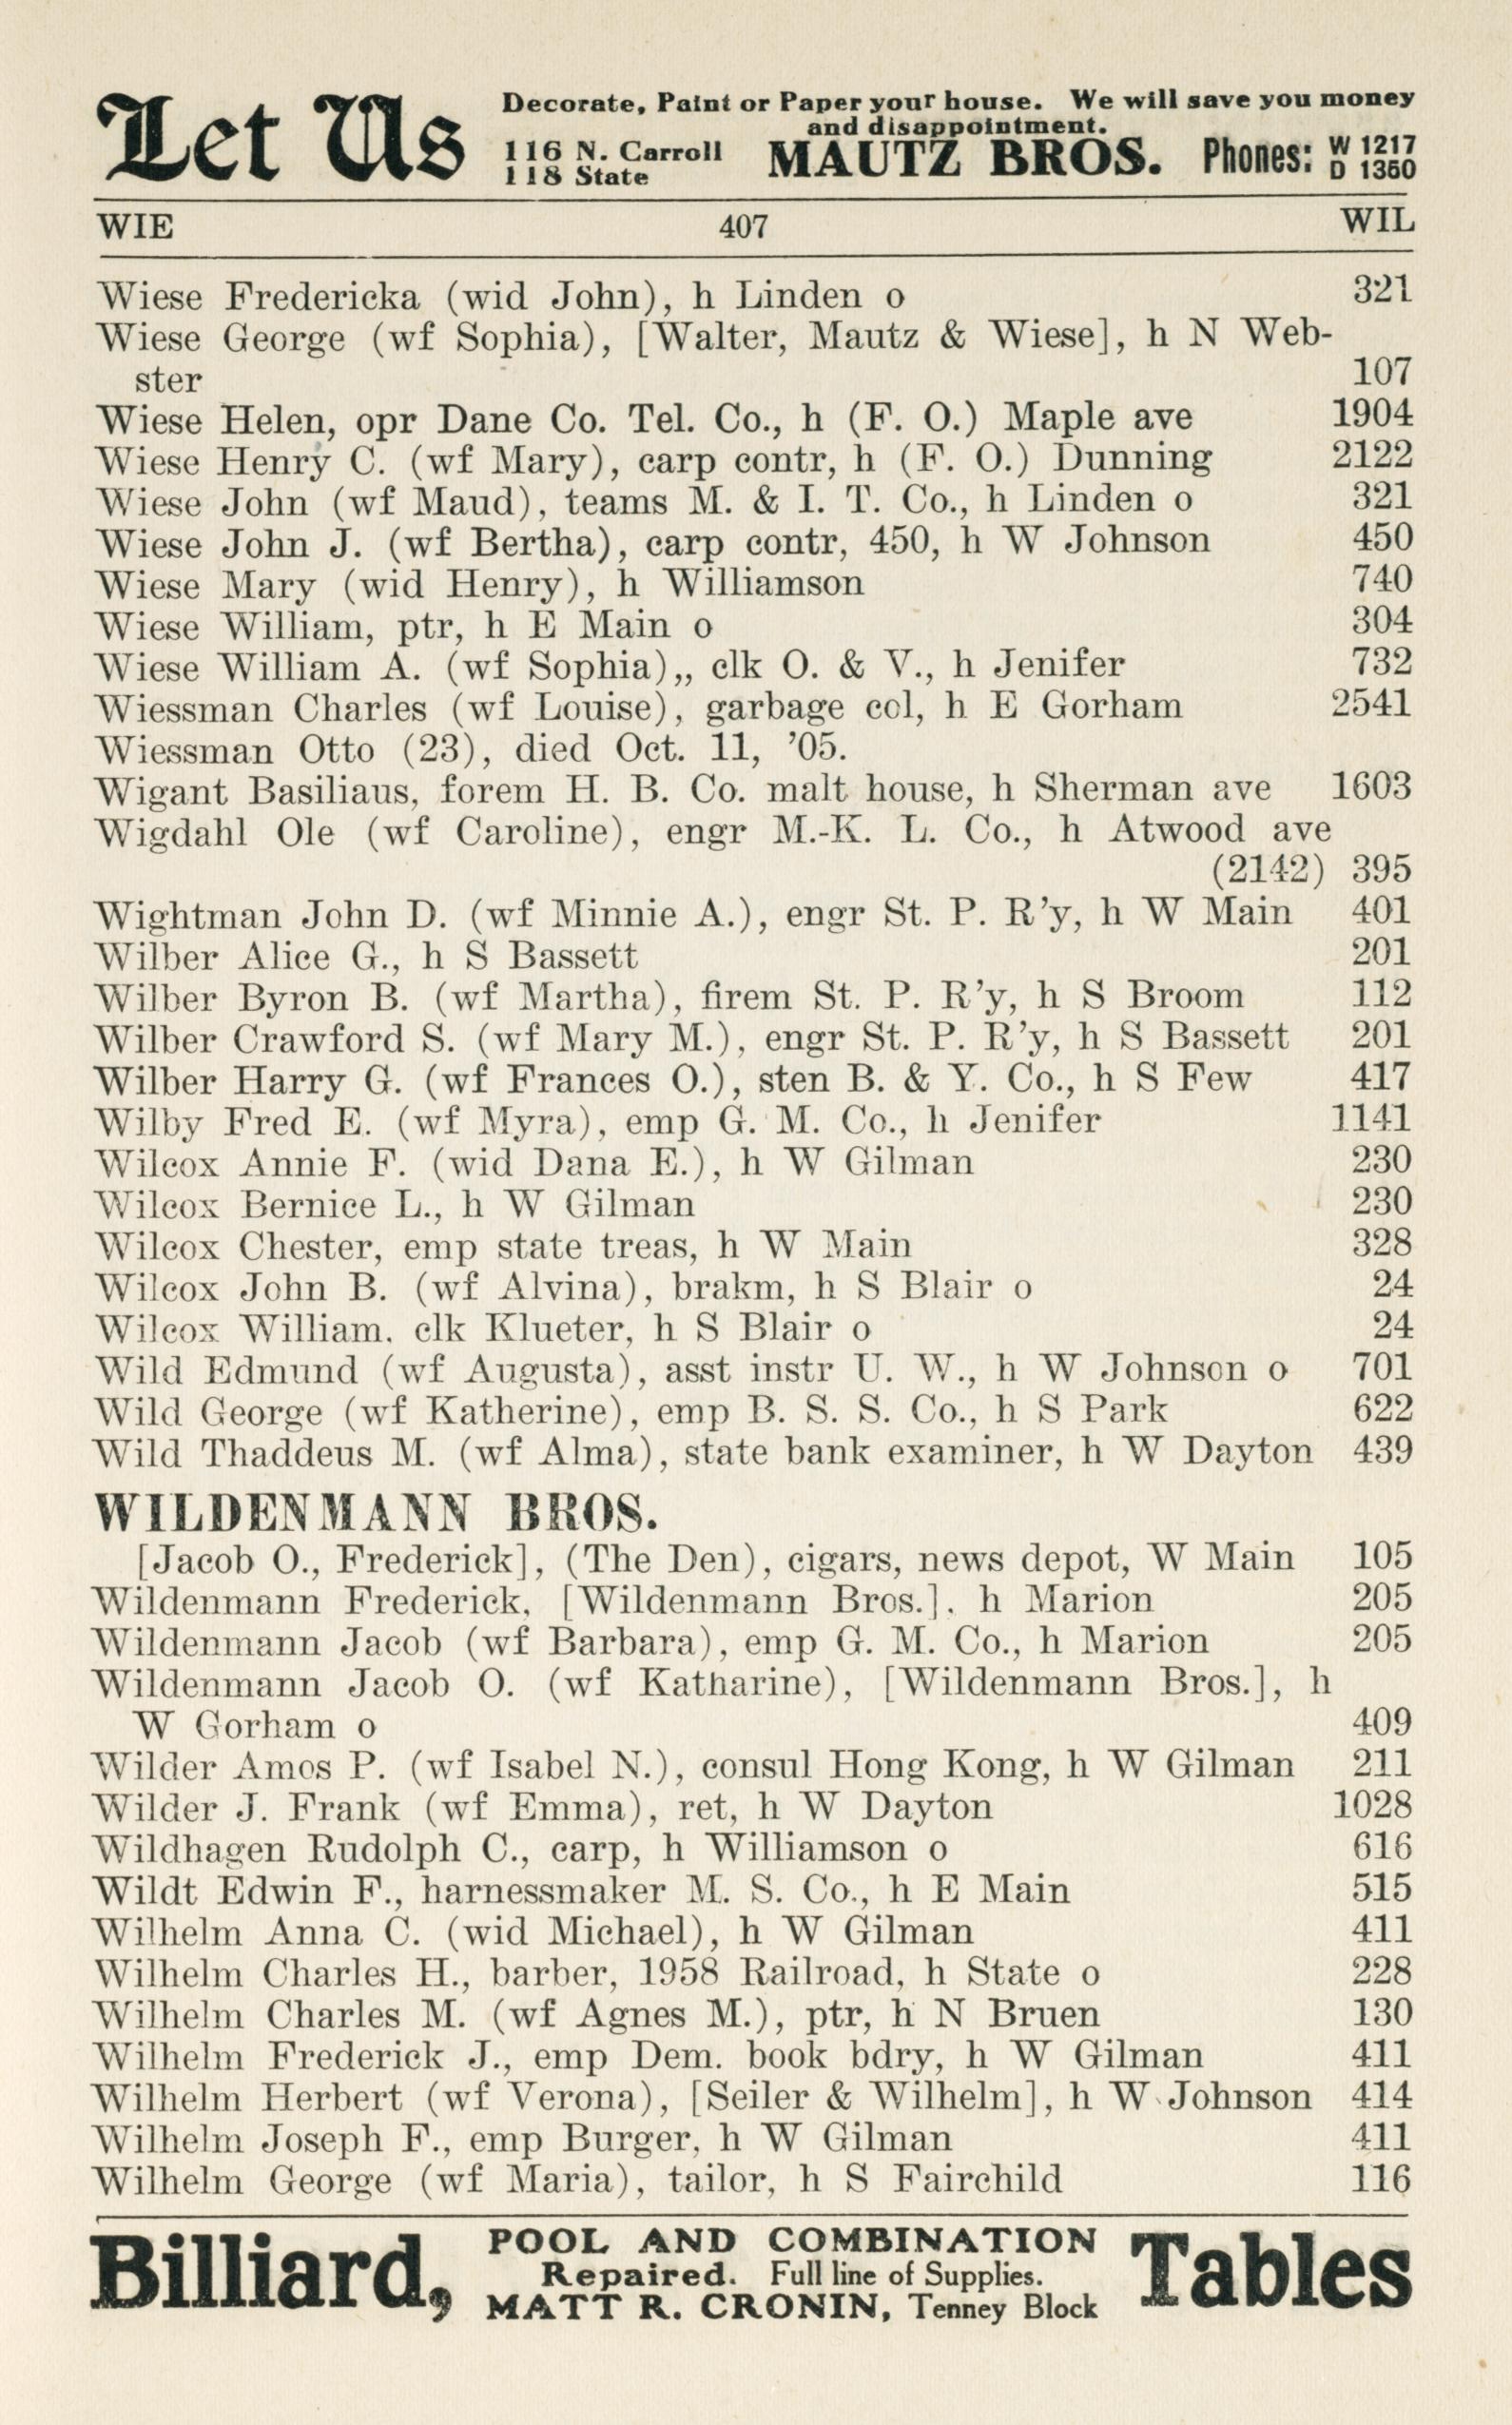 Let Us
Decorate, Paint or Paper your house. We will save you money
and disappointment.
116 N. Carroll
118 State
MAUTZ BROS.
Phones: W 1217
D 1350
WIE 407 WIL
Wiese Fredericka (wid John), h Linden o 321
Wiese George (wf Sophia), [Walter, Mautz & Wiese], h N Web-
ster 107
Wiese Helen, opr Dane Co. Tel. Co., h (F. O.) Maple ave 1904
Wiese Henry C. (wf Mary), carp contr, h (F. O.) Dunning 2122
Wiese John (wf Maud), teams M. & I. T. Co., h Linden o 321
Wiese John J. (wf Bertha), carp contr, 450, h W Johnson 450
Wiese Mary (wid Henry), h Williamson 740
Wiese William, ptr, h E Main o 304
Wiese William A. (wf Sophia),, clk O. & V., h Jenifer 732
Wiessman Charles (wf Louise), garbage col, h E Gorham 2541
Wiessman Otto (23), died Oct. 11, ’05.
Wigant Basiliaus, forem H. B. Co. malt house, h Sherman ave 1603
Wigdahl Ole (wf Caroline), engr M.-K. L. Co., h Atwood ave
(2142) 395
Wightman John D. (wf Minnie A.), engr St. P. R’y, h W Main 401
Wilber Alice G., h S Bassett 201
Wilber Byron B. (wf Martha), firem St. P. R’y, h S Broom 112
Wilber Crawford S. (wf Mary M.), engr St. P. R’y, h S Bassett 201
Wilber Harry G. (wf Frances O.), sten B. & Y. Co., h S Few 417
Wilby Fred E. (wf Myra), emp G. M. Co., h Jenifer 1141
Wilcox Annie F. (wid Dana E.), h W Gilman 230
Wilcox Bernice L., h W Gilman 230
Wilcox Chester, emp state treas, h W Main 328
Wilcox John B. (wf Alvina), brakm, h S Blair o 24
Wilcox William. clk Klueter, h S Blair o 24
Wild Edmund (wf Augusta), asst instr U. W., h W Johnson o 701
Wild George (wf Katherine), emp B. S. S. Co., h S Park 622
Wild Thaddeus M. (wf Alma), state bank examiner, h W Dayton 439
WILDENMANN BROS.
[Jacob O., Frederick], (The Den), cigars, news depot, W Main 105
Wildenmann Frederick, [Wildenmann Bros.]. h Marion 205
Wildenmann Jacob (wf Barbara), emp G. M. Co., h Marion 205
Wildenmann Jacob O. (wf Katharine), [Wildenmann Bros.], h
W Gorham o 409
Wilder Amos P. (wf Isabel N.), consul Hong Kong, h W Gilman 211
Wilder J. Frank (wf Emma), ret, h W Dayton 1028
Wildhagen Rudolph C., carp, h Williamson o 616
Wildt Edwin F., harnessmaker M. S. Co., h E Main 515
Wilhelm Anna C. (wid Michael), h W Gilman 411
Wilhelm Charles H., barber, 1958 Railroad, h State o 228
Wilhelm Charles M. (wf Agnes M.), ptr, h N Bruen 130
Wilhelm Frederick J., emp Dem. book bdry, h W Gilman 411
Wilhelm Herbert (wf Verona), [Seiler & Wilhelm], h W Johnson 414
Wilhelm Joseph F., emp Burger, h W Gilman 411
Wilhelm George (wf Maria), tailor, h S Fairchild 116
Billiard,
POOL AND COMBINATION
Repaired. Full line of Supplies.
MATT R. CRONIN, Tenney Block
Tables